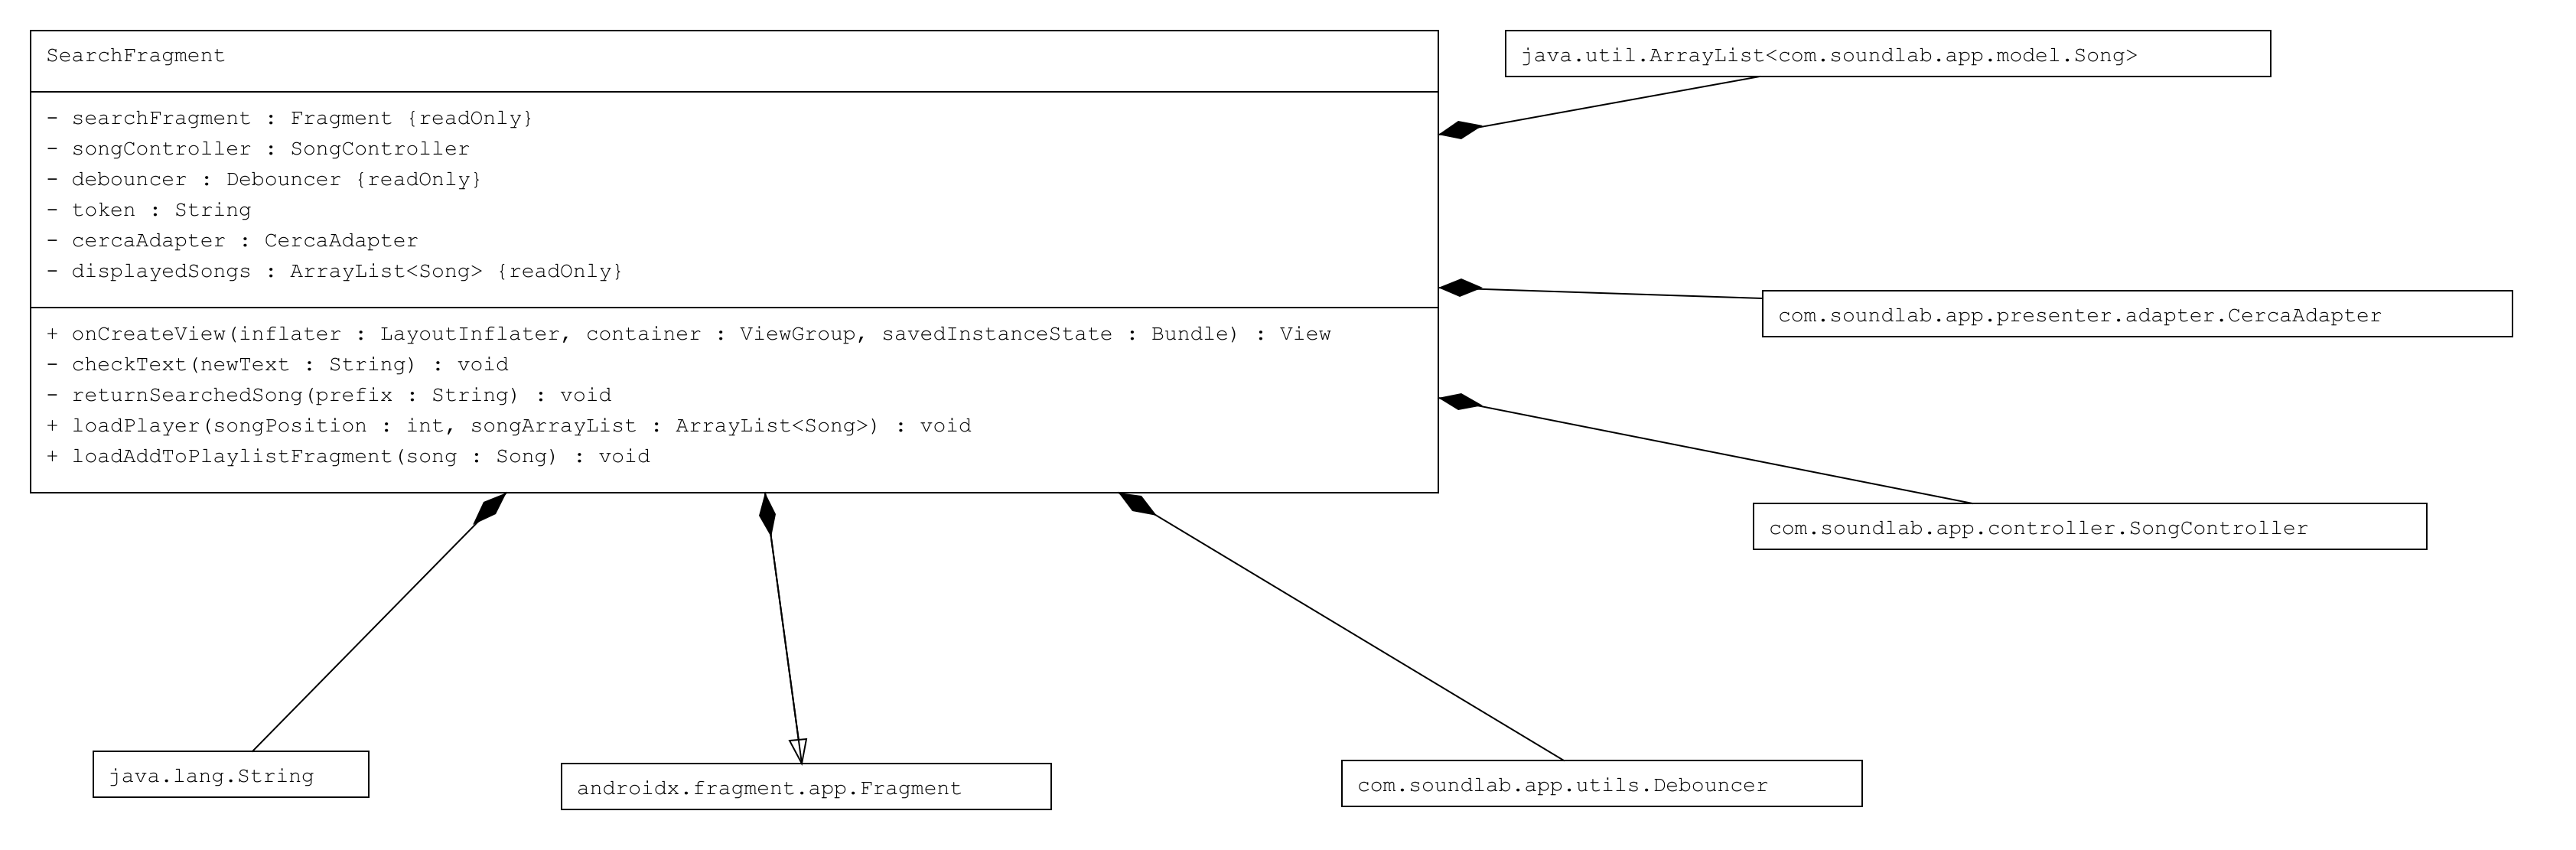 SearchFragment
- searchFragment : Fragment {readOnly}
- songController : SongController
- debouncer : Debouncer {readOnly}
- token : String
- cercaAdapter : CercaAdapter
- displayedSongs : ArrayList<Song> {readOnly}
+ onCreateView(inflater : LayoutInflater, container : ViewGroup, savedInstanceState : Bundle) : View
- checkText(newText : String) : void
- returnSearchedSong(prefix : String) : void
+ loadPlayer(songPosition : int, songArrayList : ArrayList<Song>) : void
+ loadAddToPlaylistFragment(song : Song) : void
java.util.ArrayList<com.soundlab.app.model.Song>
com.soundlab.app.presenter.adapter.CercaAdapter
com.soundlab.app.controller.SongController
java.lang.String
androidx.fragment.app.Fragment
com.soundlab.app.utils.Debouncer